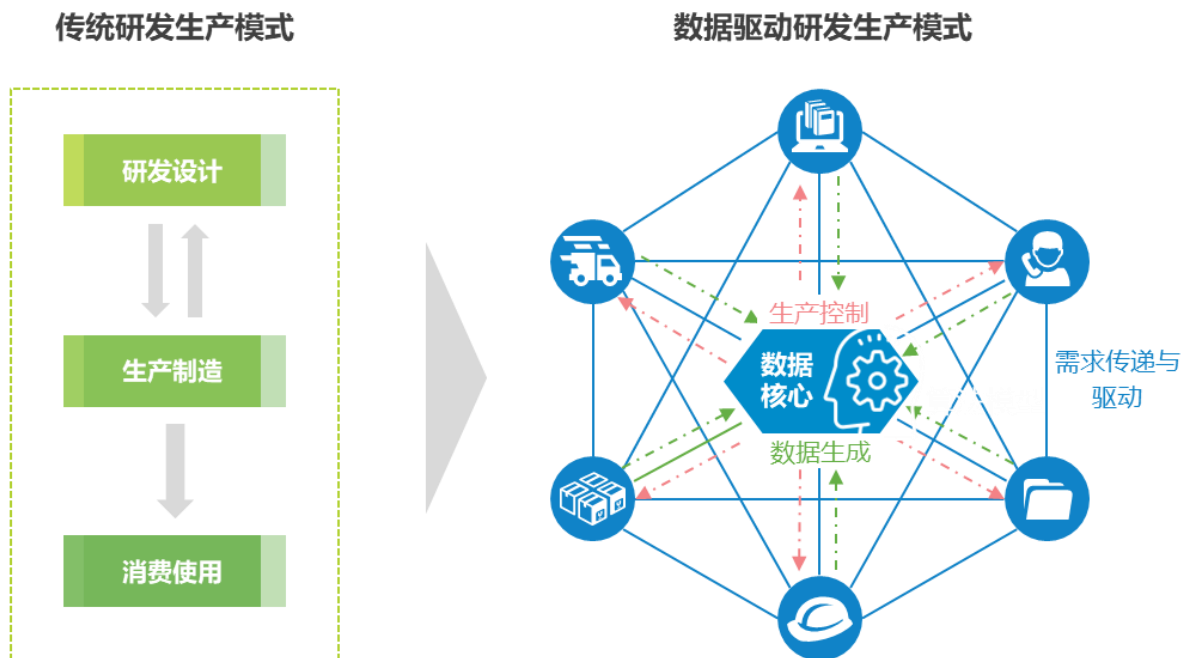 传统研发生产模式
数据驱动研发生产模式
研发设计
生产制造
消费使用
生产控制
数据
核心
数据生成
需求传递与
驱动